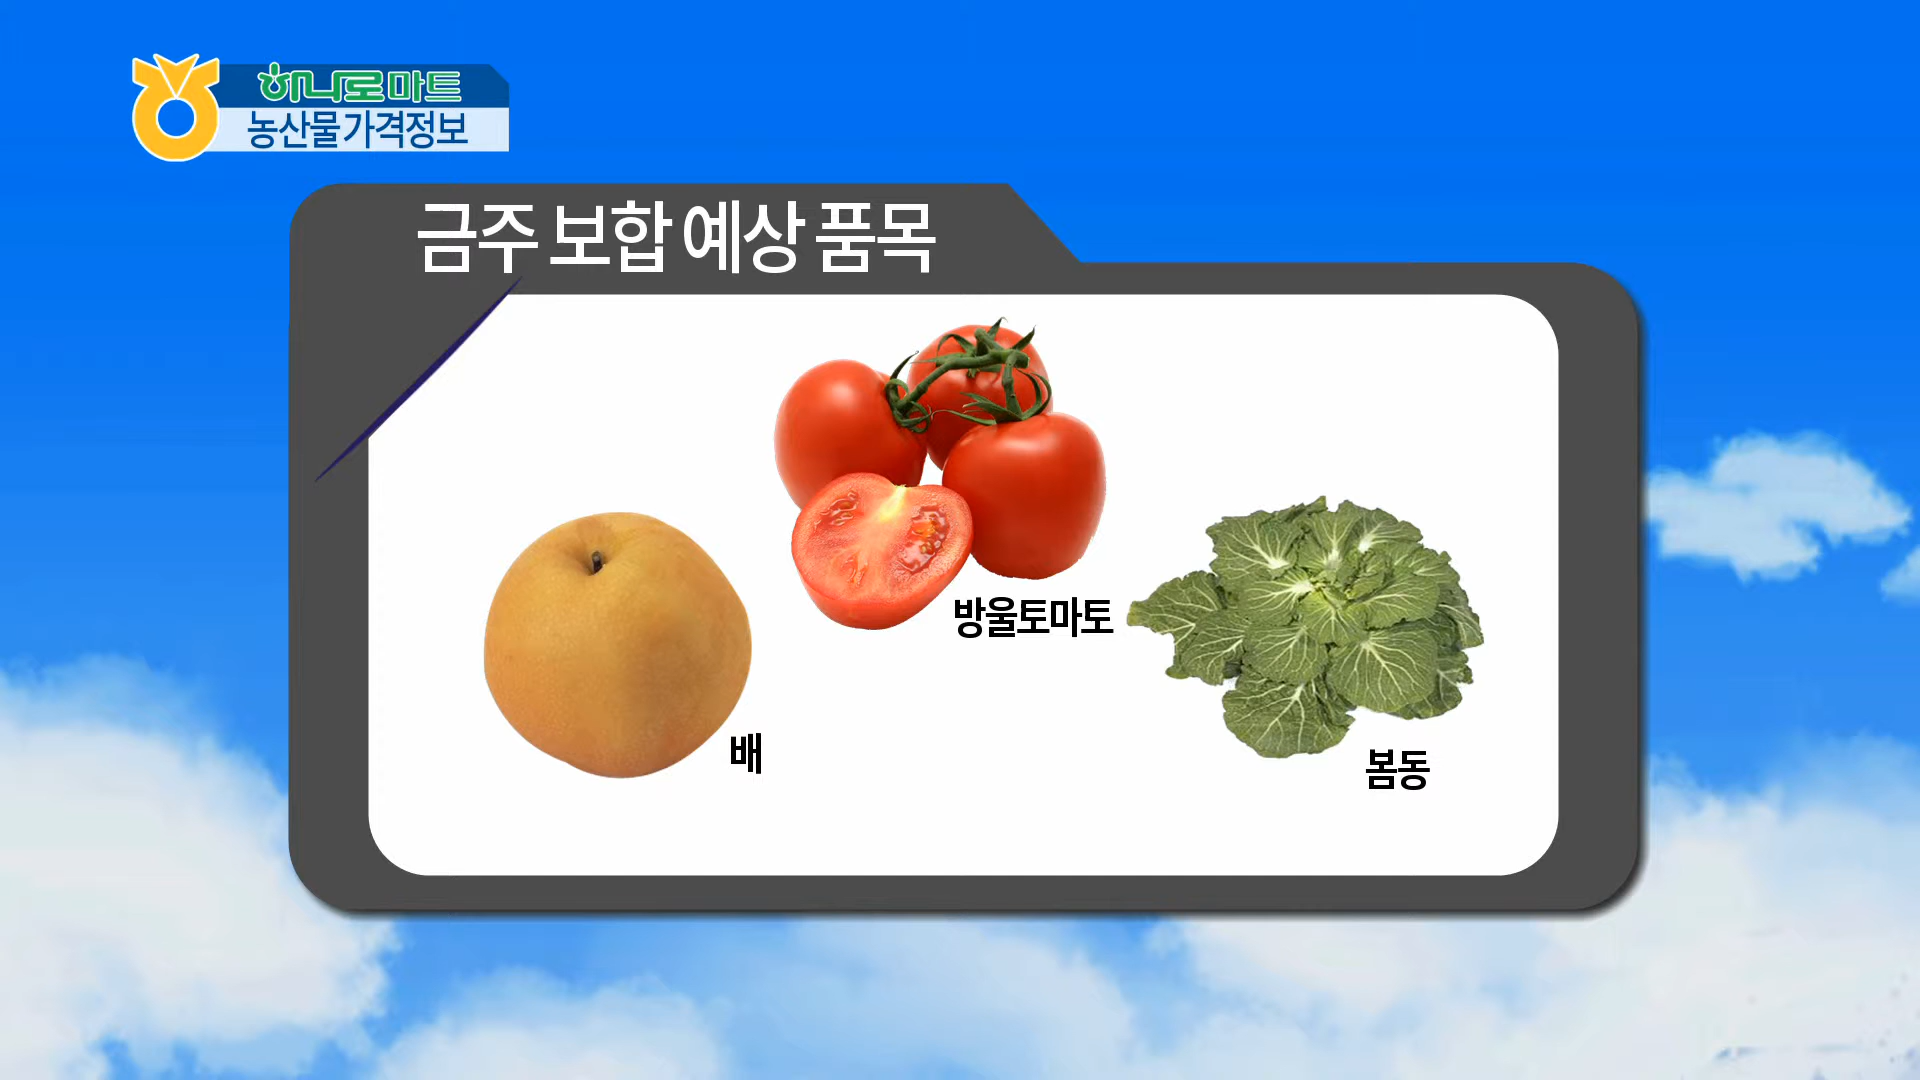 하나로마트
농산물가격정보
금주 보합 예상 품목
방울토마토
배
봄동